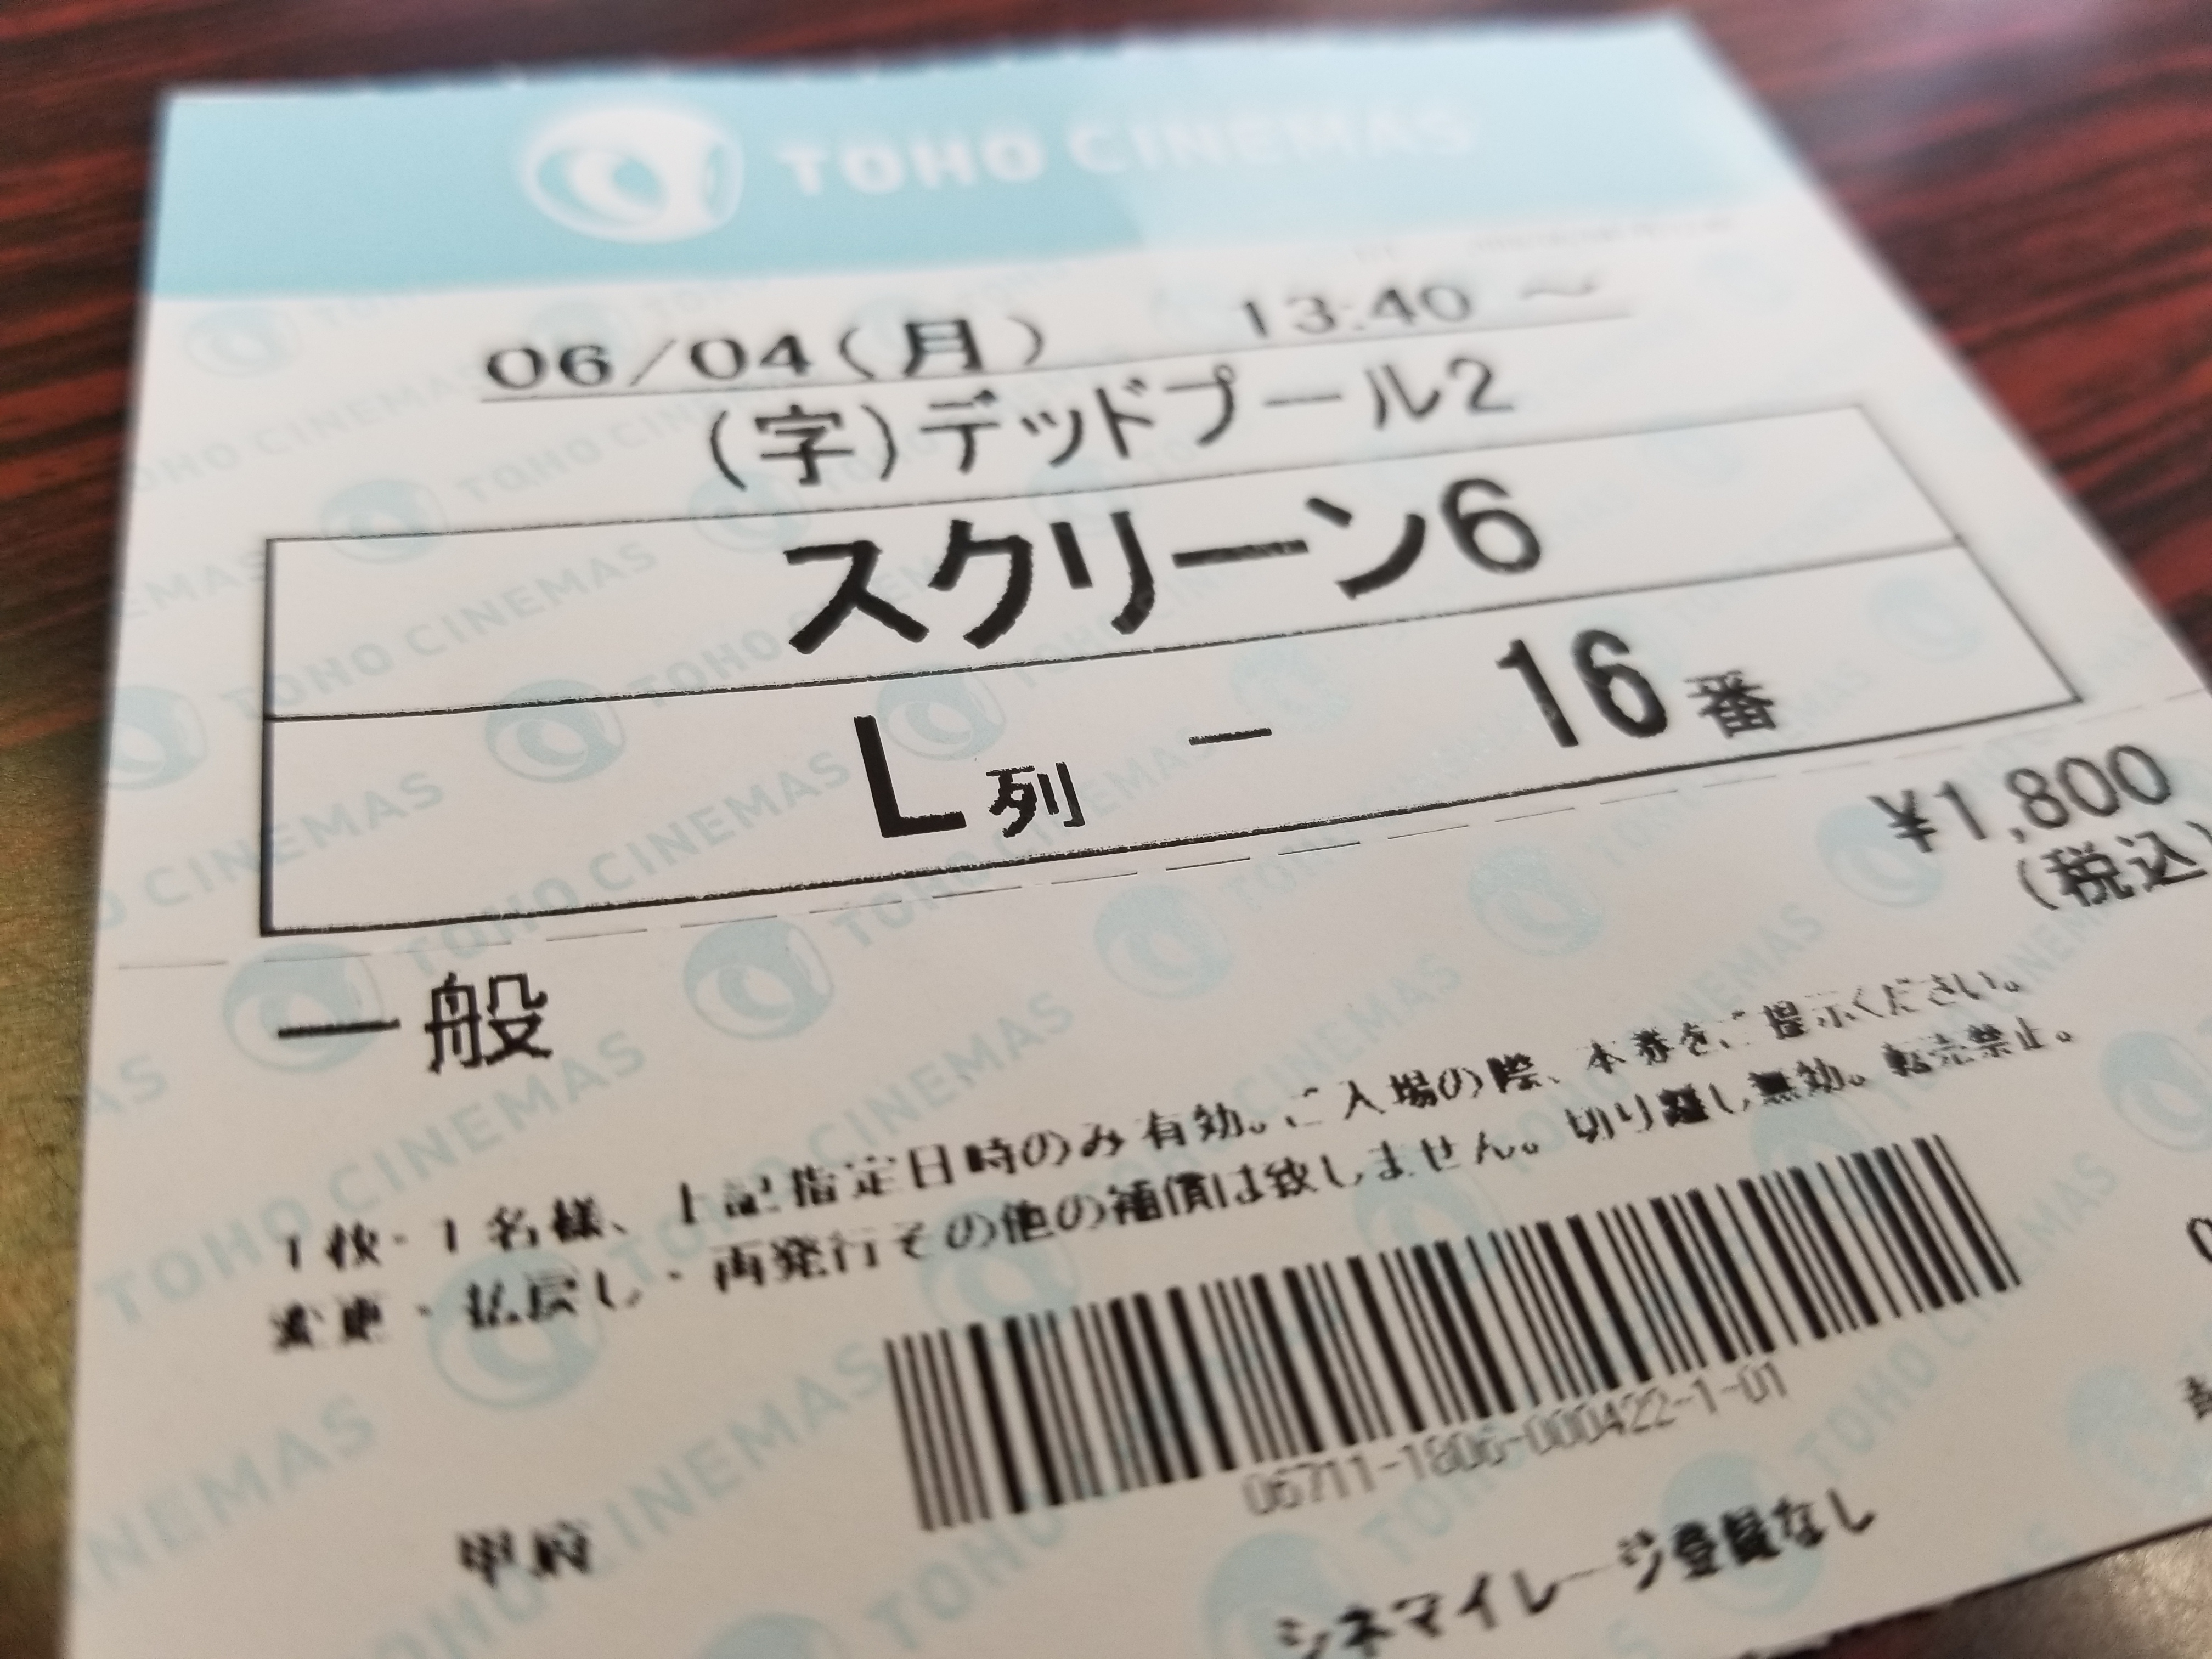 TOHO CINEMAS
06/04(月) 13:40 ～
(字)デッドプール2
スクリーン6
L列 － 16番
¥1,800
(税込)
一般
1枚・1名様、上記指定日時のみ有効。ご入場の際、本券をご提示ください。
変更・払戻し・再発行その他の補償は致しません。切り離し無効。転売禁止。
06711-1806-000422-1-01
シネマイレージ登録なし